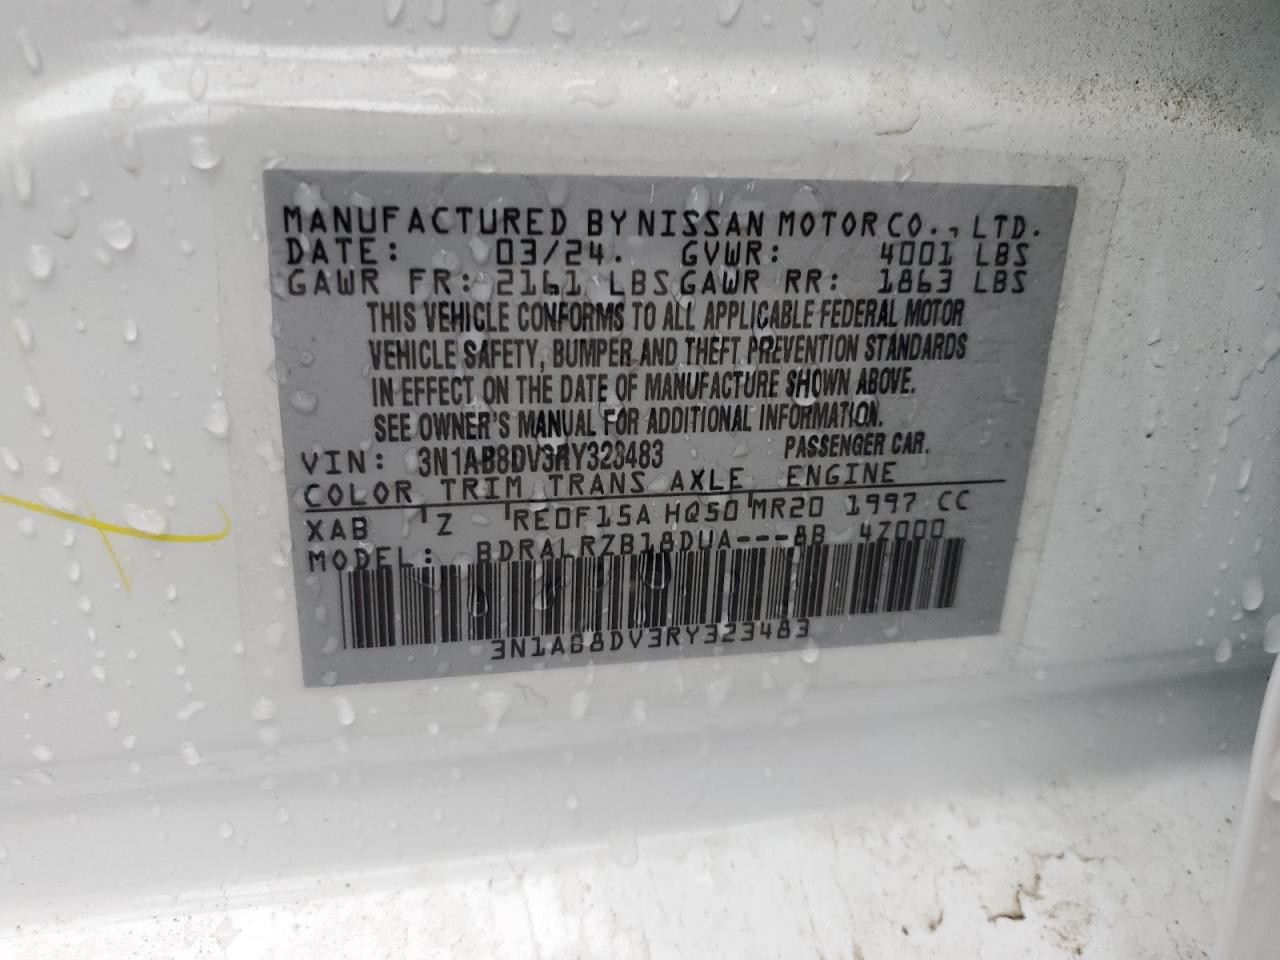 MANUFACTURED BY NISSAN MOTOR CO., LTD.
DATE: 03/24. GVWR: 4001 LBS
GAWR FR: 2161 LBS GAWR RR: 1863 LBS
THIS VEHICLE CONFORMS TO ALL APPLICABLE FEDERAL MOTOR
VEHICLE SAFETY, BUMPER AND THEFT PREVENTION STANDARDS
IN EFFECT ON THE DATE OF MANUFACTURE SHOWN ABOVE.
SEE OWNER'S MANUAL FOR ADDITIONAL INFORMATION.
VIN: 3N1AB8DV3RY323483 PASSENGER CAR.
COLOR TRIM TRANS AXLE ENGINE
XAB Z RE0F15A HQ50 MR20 1997 CC
MODEL: BDRALRZB18DUA---8B 4Z000
3N1AB8DV3RY323483